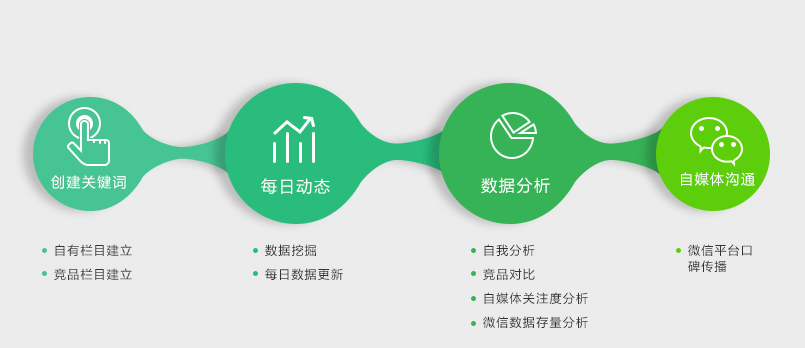 创建关键词
每日动态
数据分析
自媒体沟通
自有栏目建立
竞品栏目建立
数据挖掘
每日数据更新
自我分析
竞品对比
自媒体关注度分析
微信数据存量分析
微信平台口
碑传播